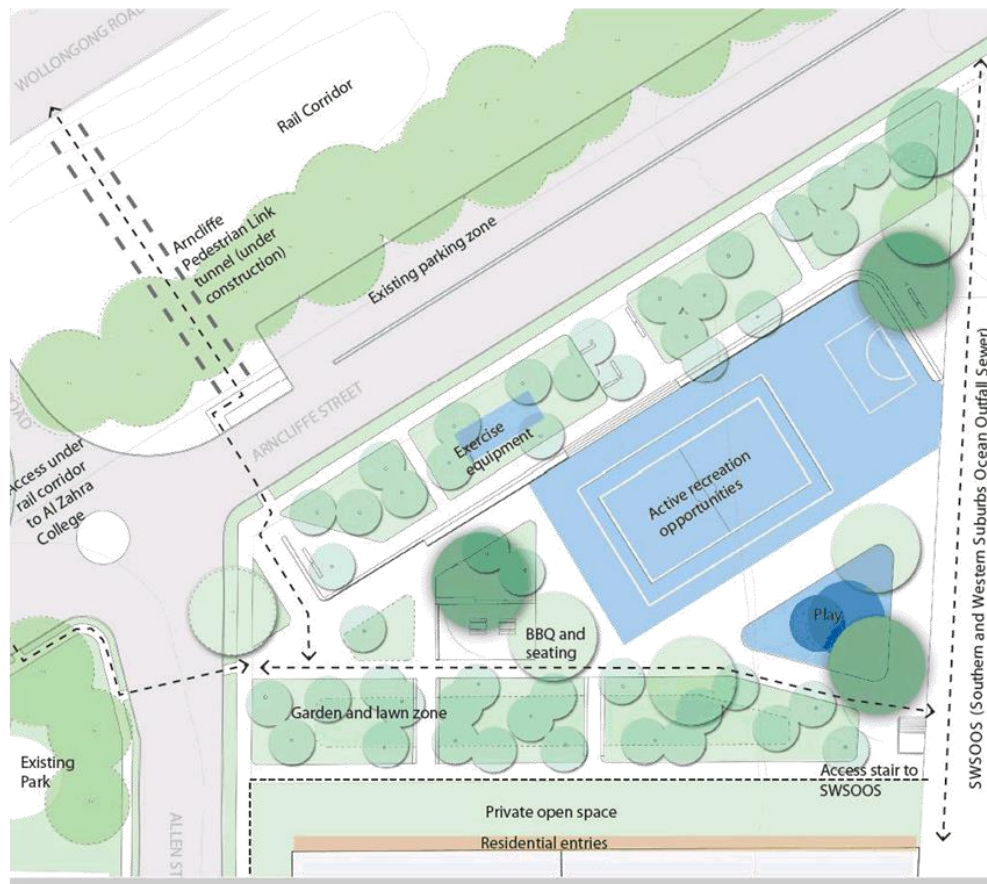 WOLLONGONG ROAD
Rail Corridor
Arncliffe
Pedestrian Link
tunnel (under
construction)
Existing parking zone
ARNCLIFFE STREET
ROAD
Access under
rail corridor
to Al Zahra
College
Exercise
equipment
Active recreation
opportunities
Play
BBQ and
seating
Garden and lawn zone
Existing
Park
ALLEN ST
Access stair to
SWSOOS
Private open space
Residential entries
SWSOOS (Southern and Western Suburbs Ocean Outfall Sewer)